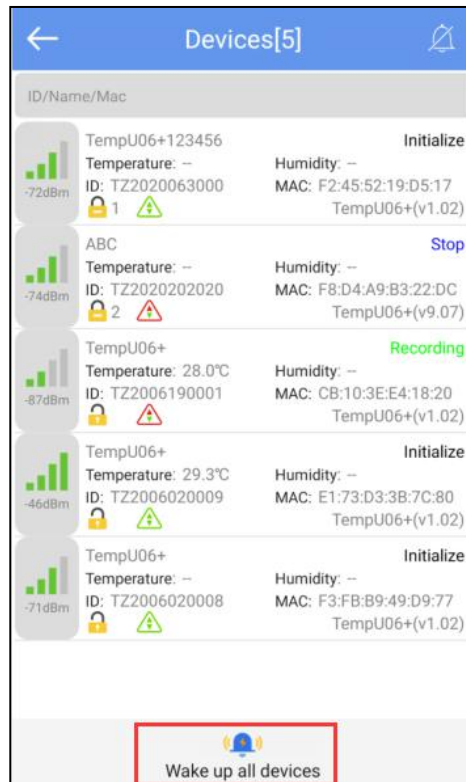 Devices[5]
ID/Name/Mac
TempU06+123456 Initialize
Temperature: -- Humidity: --
-72dBm ID: TZ2020063000 MAC: F2:45:52:19:D5:17
1 TempU06+(v1.02)
ABC Stop
Temperature: -- Humidity: --
-74dBm ID: TZ2020202020 MAC: F8:D4:A9:B3:22:DC
2 TempU06+(v9.07)
TempU06+ Recording
Temperature: 28.0℃ Humidity: --
-87dBm ID: TZ2006190001 MAC: CB:10:3E:E4:18:20
TempU06+(v1.02)
TempU06+ Initialize
Temperature: 29.3℃ Humidity: --
-46dBm ID: TZ2006020009 MAC: E1:73:D3:3B:7C:80
TempU06+(v1.02)
TempU06+ Initialize
Temperature: -- Humidity: --
-71dBm ID: TZ2006020008 MAC: F3:FB:B9:49:D9:77
TempU06+(v1.02)
Wake up all devices